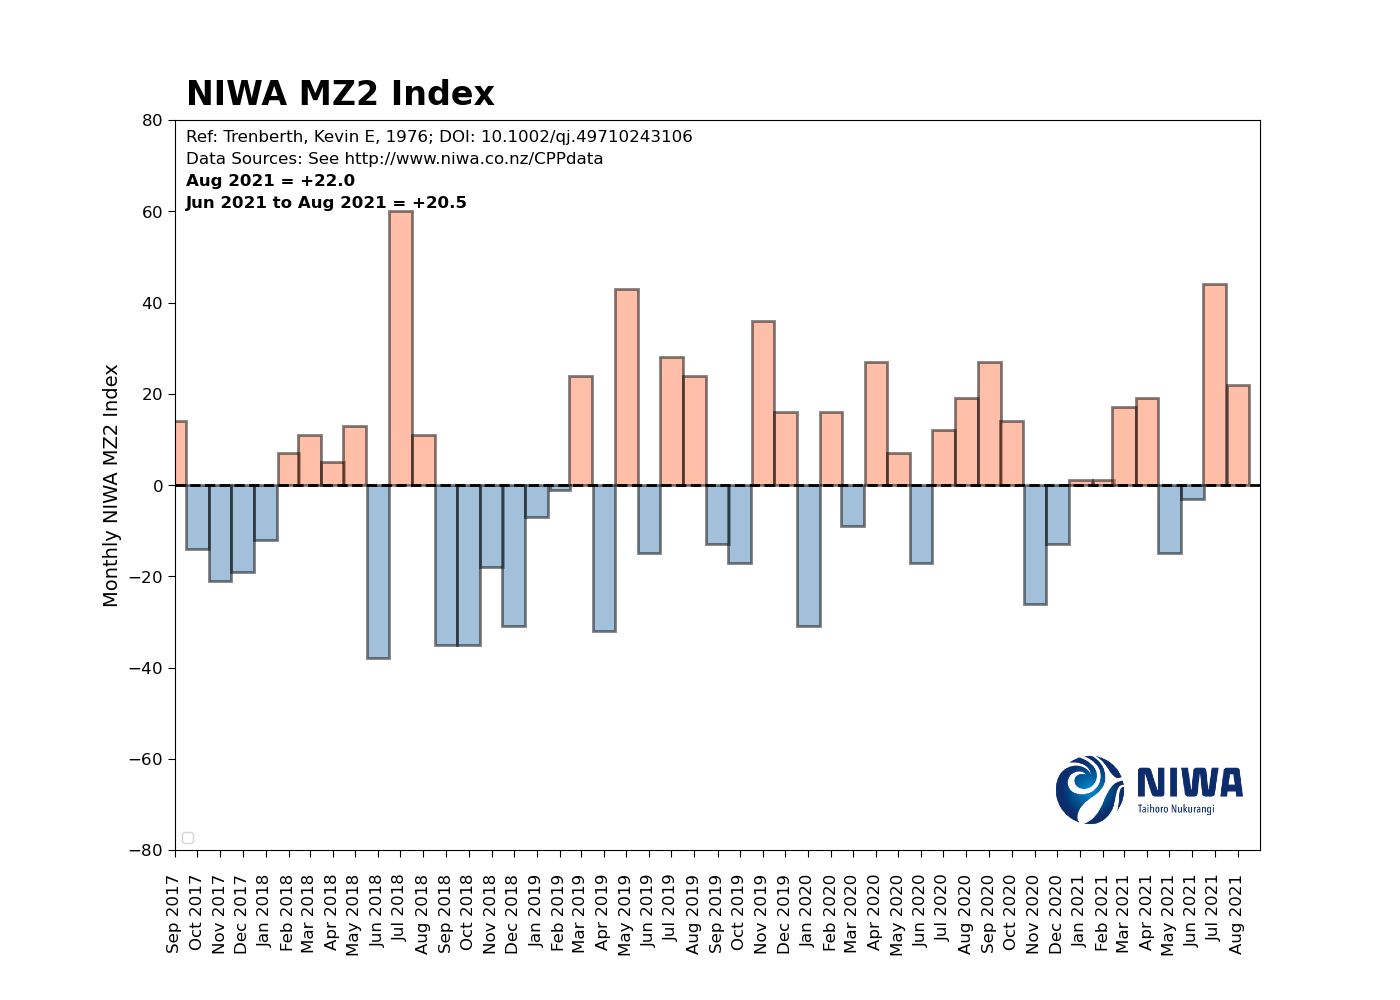 NIWA MZ2 Index
Ref: Trenberth, Kevin E, 1976; DOI: 10.1002/qj.49710243106
Data Sources: See http://www.niwa.co.nz/CPPdata
Aug 2021 = +22.0
Jun 2021 to Aug 2021 = +20.5
Monthly NIWA MZ2 Index
80
60
40
20
0
−20
−40
−60
−80
NIWA
Taihoro Nukurangi
Sep 2017
Oct 2017
Nov 2017
Dec 2017
Jan 2018
Feb 2018
Mar 2018
Apr 2018
May 2018
Jun 2018
Jul 2018
Aug 2018
Sep 2018
Oct 2018
Nov 2018
Dec 2018
Jan 2019
Feb 2019
Mar 2019
Apr 2019
May 2019
Jun 2019
Jul 2019
Aug 2019
Sep 2019
Oct 2019
Nov 2019
Dec 2019
Jan 2020
Feb 2020
Mar 2020
Apr 2020
May 2020
Jun 2020
Jul 2020
Aug 2020
Sep 2020
Oct 2020
Nov 2020
Dec 2020
Jan 2021
Feb 2021
Mar 2021
Apr 2021
May 2021
Jun 2021
Jul 2021
Aug 2021